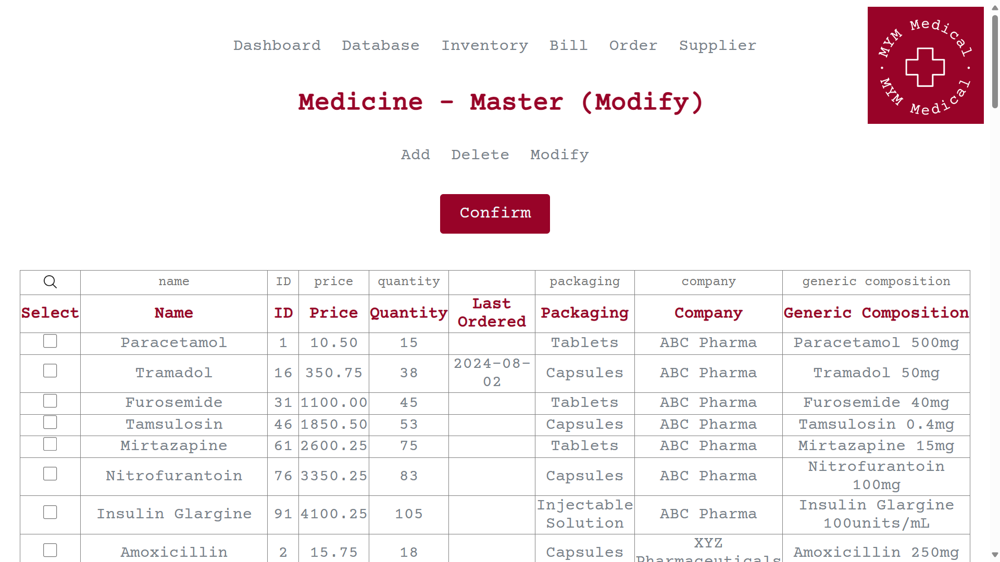 MYM Medical · MYM Medical ·
Dashboard Database Inventory Bill Order Supplier
Medicine - Master (Modify)
Add Delete Modify
Confirm
name ID price quantity packaging company generic composition
Select Name ID Price Quantity Last Ordered Packaging Company Generic Composition
Paracetamol 1 10.50 15 Tablets ABC Pharma Paracetamol 500mg
Tramadol 16 350.75 38 2024-08-02 Capsules ABC Pharma Tramadol 50mg
Furosemide 31 1100.00 45 Tablets ABC Pharma Furosemide 40mg
Tamsulosin 46 1850.50 53 Capsules ABC Pharma Tamsulosin 0.4mg
Mirtazapine 61 2600.25 75 Tablets ABC Pharma Mirtazapine 15mg
Nitrofurantoin 76 3350.25 83 Capsules ABC Pharma Nitrofurantoin 100mg
Insulin Glargine 91 4100.25 105 Injectable Solution ABC Pharma Insulin Glargine 100units/mL
Amoxicillin 2 15.75 18 Capsules XYZ Pharmaceuticals Amoxicillin 250mg